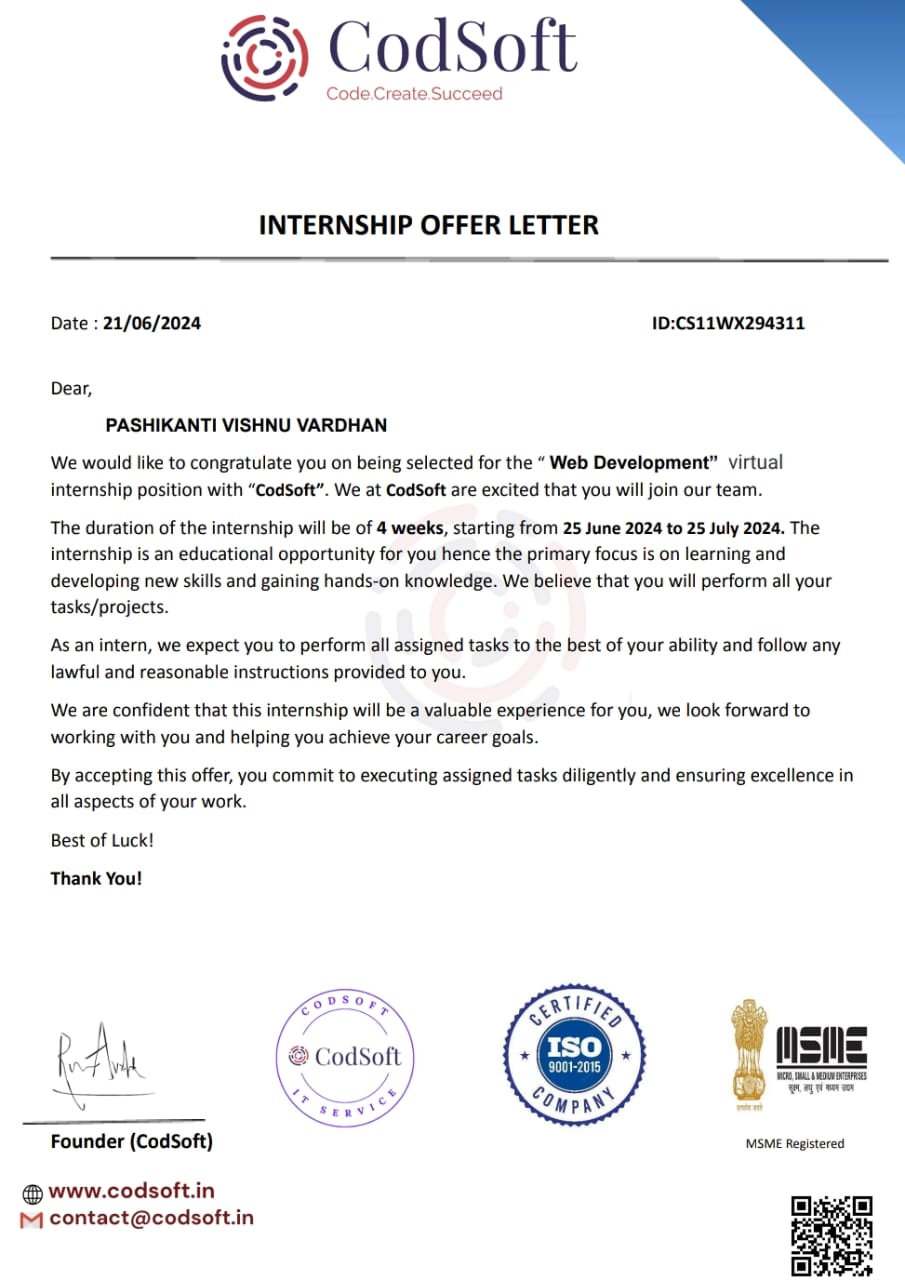 CodSoft
Code.Create.Succeed
INTERNSHIP OFFER LETTER
Date : 21/06/2024 ID:CS11WX294311
Dear,
PASHIKANTI VISHNU VARDHAN
We would like to congratulate you on being selected for the “ Web Development” virtual
internship position with “CodSoft”. We at CodSoft are excited that you will join our team.
The duration of the internship will be of 4 weeks, starting from 25 June 2024 to 25 July 2024. The
internship is an educational opportunity for you hence the primary focus is on learning and
developing new skills and gaining hands-on knowledge. We believe that you will perform all your
tasks/projects.
As an intern, we expect you to perform all assigned tasks to the best of your ability and follow any
lawful and reasonable instructions provided to you.
We are confident that this internship will be a valuable experience for you, we look forward to
working with you and helping you achieve your career goals.
By accepting this offer, you commit to executing assigned tasks diligently and ensuring excellence in
all aspects of your work.
Best of Luck!
Thank You!
CODSOFT
CodSoft
IT SERVICE
CERTIFIED
ISO
9001-2015
COMPANY
MSME
MICRO, SMALL & MEDIUM ENTERPRISES
सूक्ष्म, लघु एवं मध्यम उद्यम
सत्यमेव जयते
Founder (CodSoft)
MSME Registered
www.codsoft.in
contact@codsoft.in